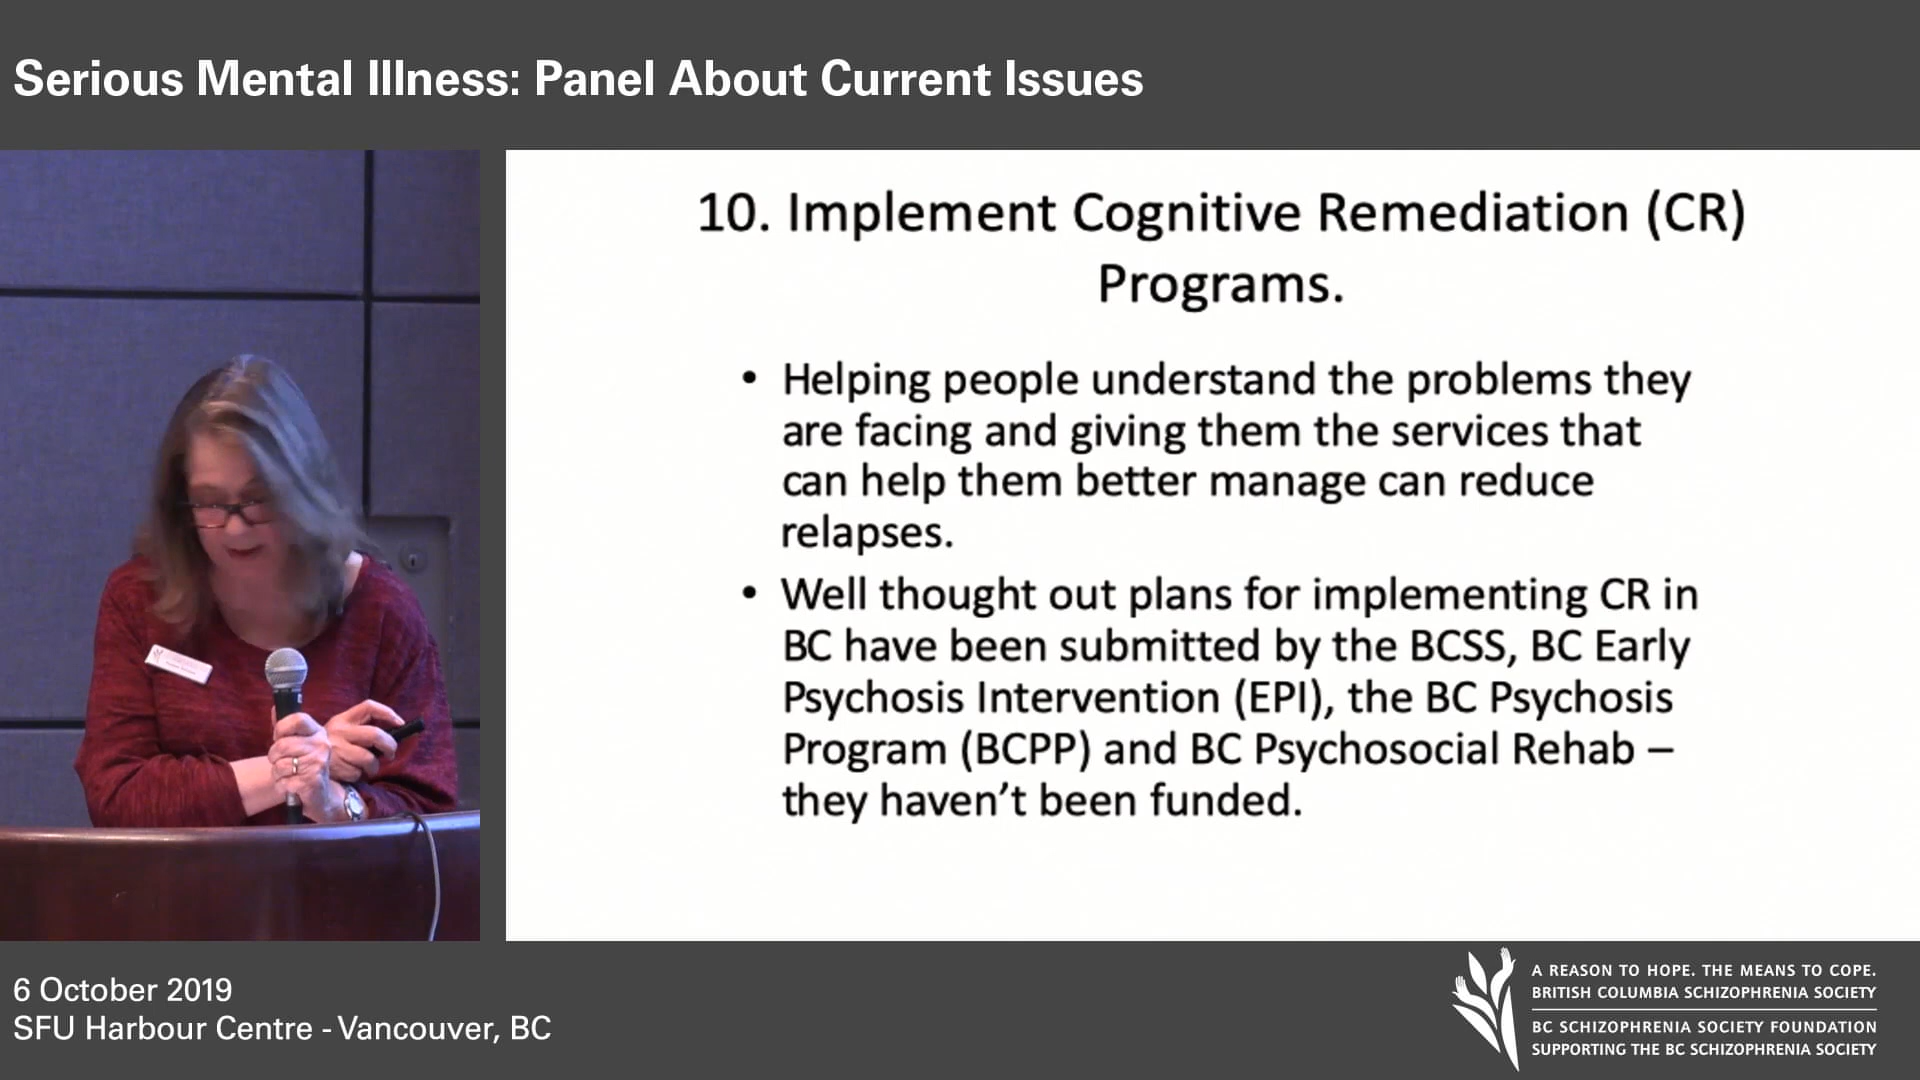 Serious Mental Illness: Panel About Current Issues
10. Implement Cognitive Remediation (CR)
Programs.
• Helping people understand the problems they
are facing and giving them the services that
can help them better manage can reduce
relapses.
• Well thought out plans for implementing CR in
BC have been submitted by the BCSS, BC Early
Psychosis Intervention (EPI), the BC Psychosis
Program (BCPP) and BC Psychosocial Rehab –
they haven’t been funded.
6 October 2019
SFU Harbour Centre - Vancouver, BC
A REASON TO HOPE. THE MEANS TO COPE.
BRITISH COLUMBIA SCHIZOPHRENIA SOCIETY
BC SCHIZOPHRENIA SOCIETY FOUNDATION
SUPPORTING THE BC SCHIZOPHRENIA SOCIETY